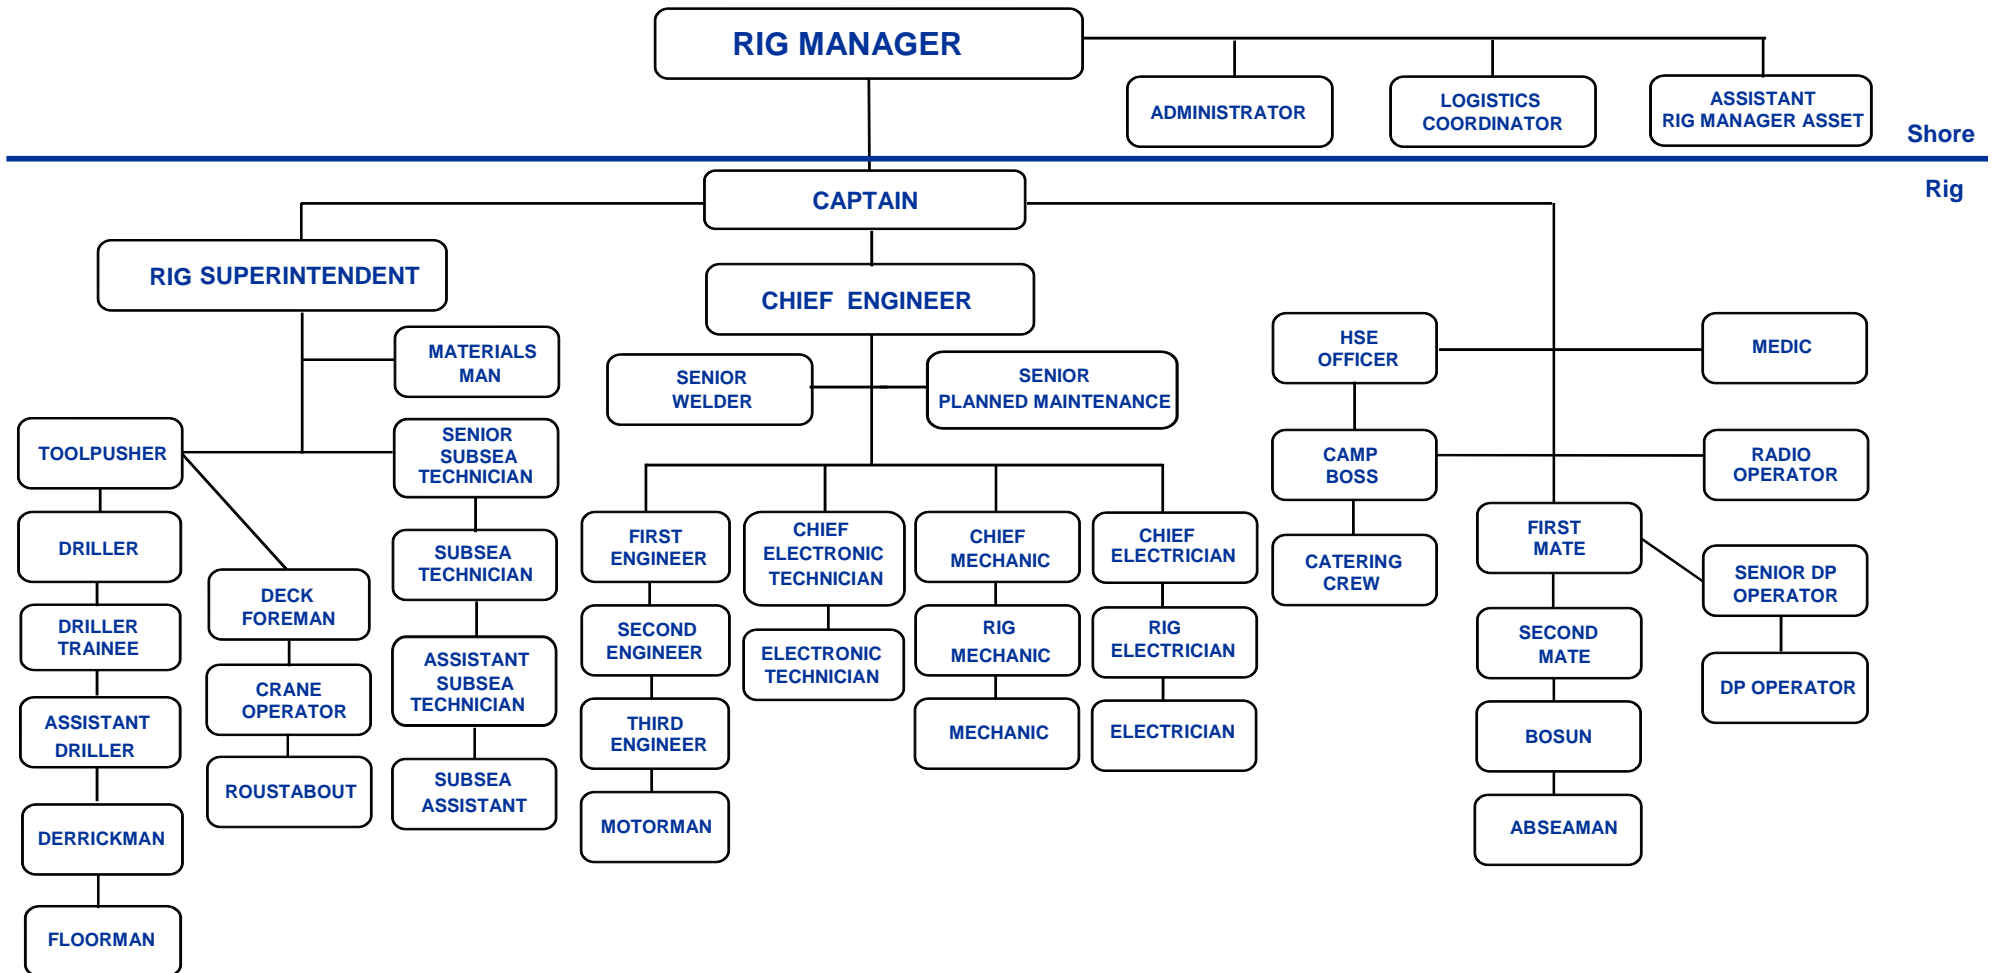 RIG MANAGER
ADMINISTRATOR
LOGISTICS
COORDINATOR
ASSISTANT
RIG MANAGER ASSET
Shore
Rig
CAPTAIN
RIG SUPERINTENDENT
CHIEF ENGINEER
MATERIALS
MAN
SENIOR
WELDER
SENIOR
PLANNED MAINTENANCE
HSE
OFFICER
MEDIC
TOOLPUSHER
SENIOR
SUBSEA
TECHNICIAN
CAMP
BOSS
RADIO
OPERATOR
DRILLER
SUBSEA
TECHNICIAN
FIRST
ENGINEER
CHIEF
ELECTRONIC
TECHNICIAN
CHIEF
MECHANIC
CHIEF
ELECTRICIAN
CATERING
CREW
FIRST
MATE
SENIOR DP
OPERATOR
DECK
FOREMAN
DRILLER
TRAINEE
ASSISTANT
SUBSEA
TECHNICIAN
SECOND
ENGINEER
ELECTRONIC
TECHNICIAN
RIG
MECHANIC
RIG
ELECTRICIAN
SECOND
MATE
DP OPERATOR
CRANE
OPERATOR
ASSISTANT
DRILLER
THIRD
ENGINEER
MECHANIC
ELECTRICIAN
BOSUN
ROUSTABOUT
SUBSEA
ASSISTANT
DERRICKMAN
MOTORMAN
ABSEAMAN
FLOORMAN